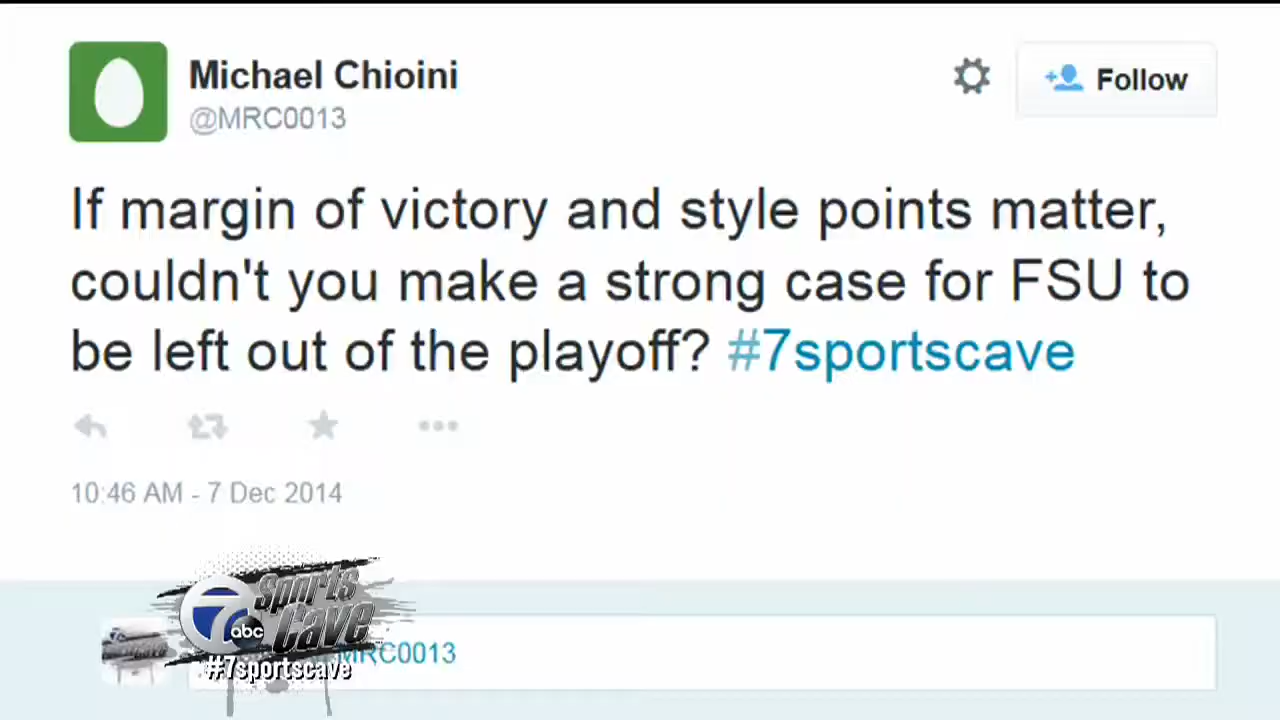 Michael Chioini
@MRC0013
Follow
If margin of victory and style points matter,
couldn't you make a strong case for FSU to
be left out of the playoff? #7sportscave
10:46 AM - 7 Dec 2014
7 abc Sports Cave
MRC0013
#7sportscave